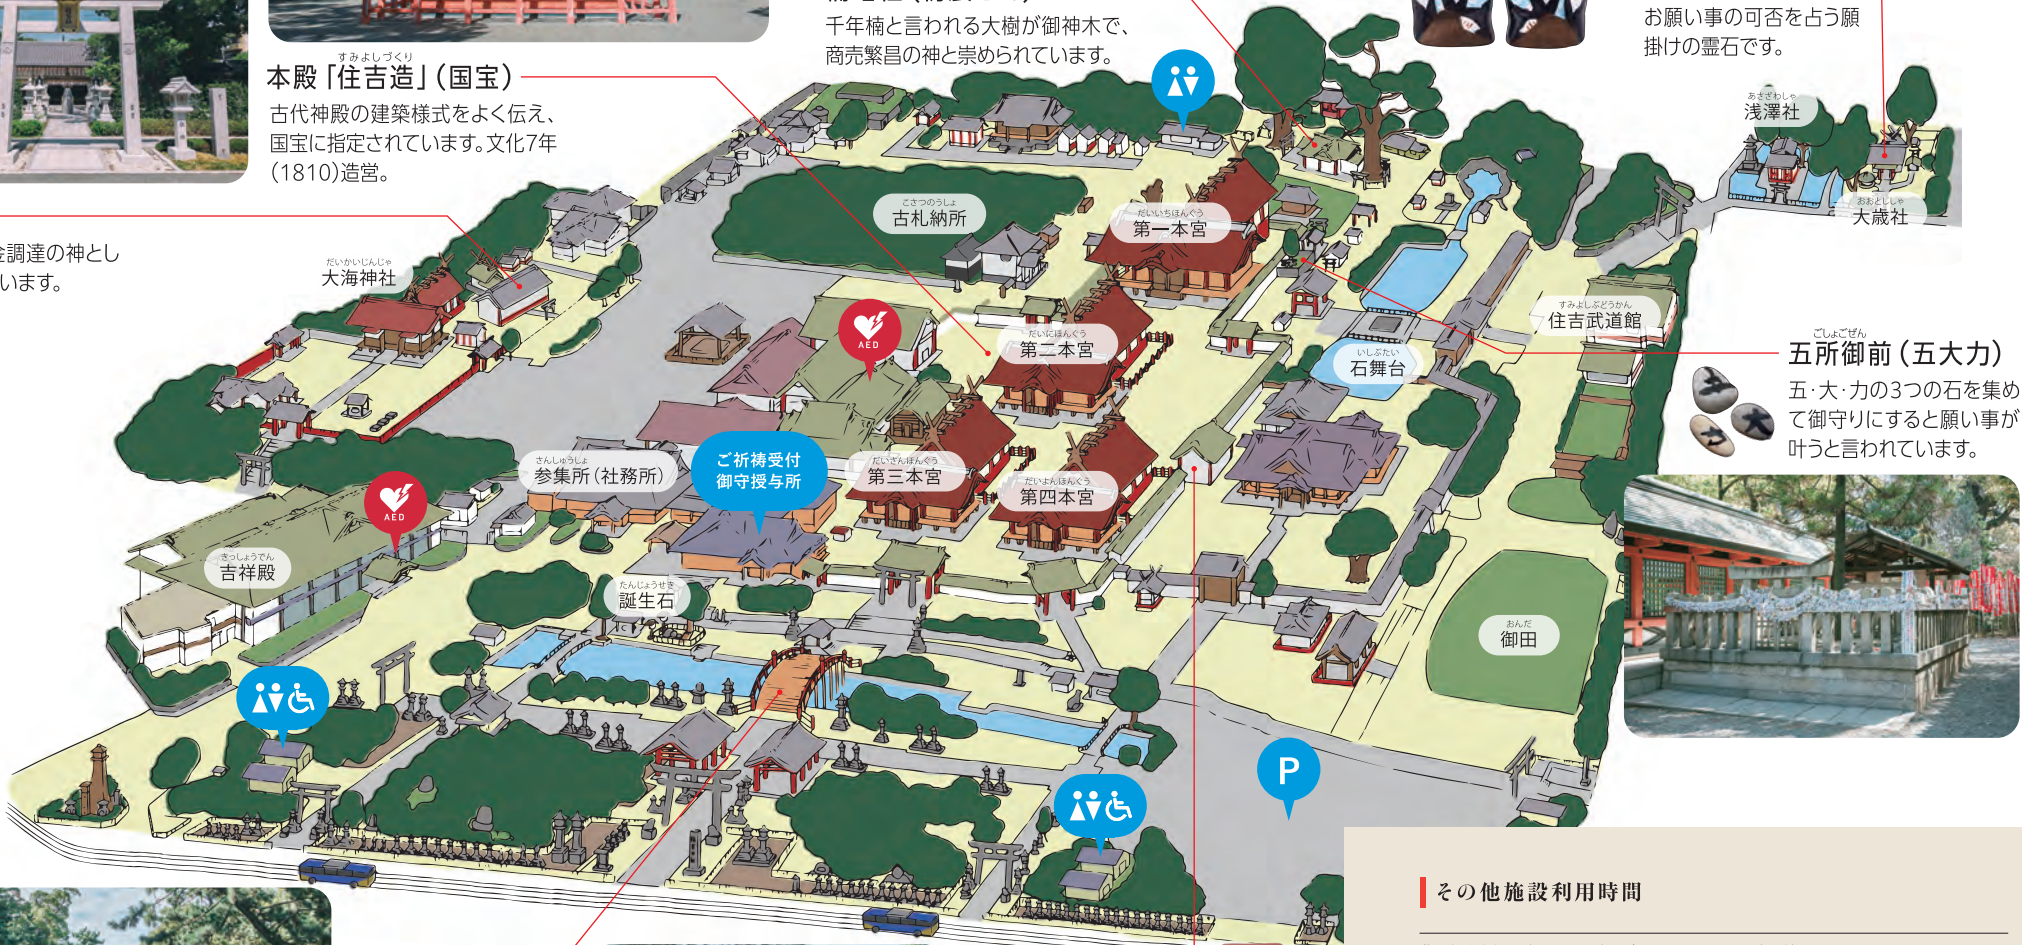 千年楠と言われる大樹が御神木で、
商売繁昌の神と崇められています。
お願い事の可否を占う願
掛けの霊石です。
すみよしづくり
本殿「住吉造」（国宝）
古代神殿の建築様式をよく伝え、
国宝に指定されています。文化7年
（1810）造営。
金調達の神とし
います。
だいかいじんじゃ
大海神社
こさつのうしょ
古札納所
だいいちほんぐう
第一本宮
あさざわしゃ
浅澤社
おおとししゃ
大歳社
AED
だいにほんぐう
第二本宮
いしぶたい
石舞台
すみよしぶどうかん
住吉武道館
ごしょごぜん
五所御前（五大力）
五・大・力の3つの石を集め
て御守りにすると願い事が
叶うと言われています。
五
大
力
さんしゅうしょ
参集所（社務所）
ご祈祷受付
御守授与所
だいさんほんぐう
第三本宮
だいよんほんぐう
第四本宮
AED
きっしょうでん
吉祥殿
たんじょうせき
誕生石
おんだ
御田
P
その他施設利用時間